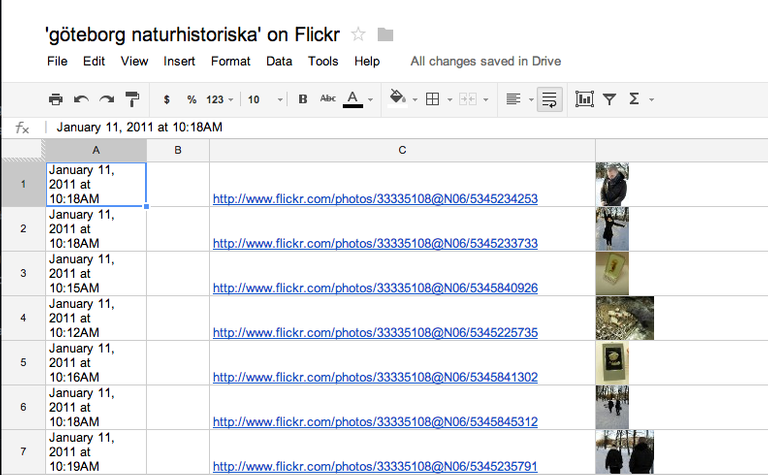 'göteborg naturhistoriska' on Flickr
File Edit View Insert Format Data Tools Help All changes saved in Drive
$ % 123 10 B Abc A Σ
fx January 11, 2011 at 10:18AM
A B C
1
January 11,
2011 at
10:18AM
http://www.flickr.com/photos/33335108@N06/5345234253
2
January 11,
2011 at
10:18AM
http://www.flickr.com/photos/33335108@N06/5345233733
3
January 11,
2011 at
10:15AM
http://www.flickr.com/photos/33335108@N06/5345840926
4
January 11,
2011 at
10:12AM
http://www.flickr.com/photos/33335108@N06/5345225735
5
January 11,
2011 at
10:16AM
http://www.flickr.com/photos/33335108@N06/5345841302
6
January 11,
2011 at
10:18AM
http://www.flickr.com/photos/33335108@N06/5345845312
7
January 11,
2011 at
10:19AM
http://www.flickr.com/photos/33335108@N06/5345235791